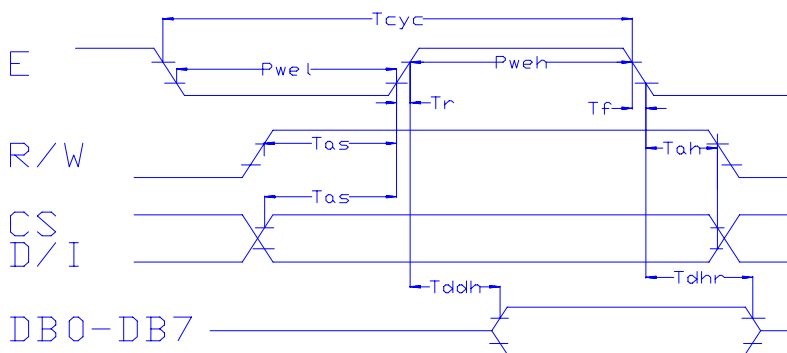 Tcyc
E
Pwel
Pweh
Tr
Tf
R/W
Tas
Tah
Tas
CS
D/I
Tddh
Tdhr
DB0-DB7